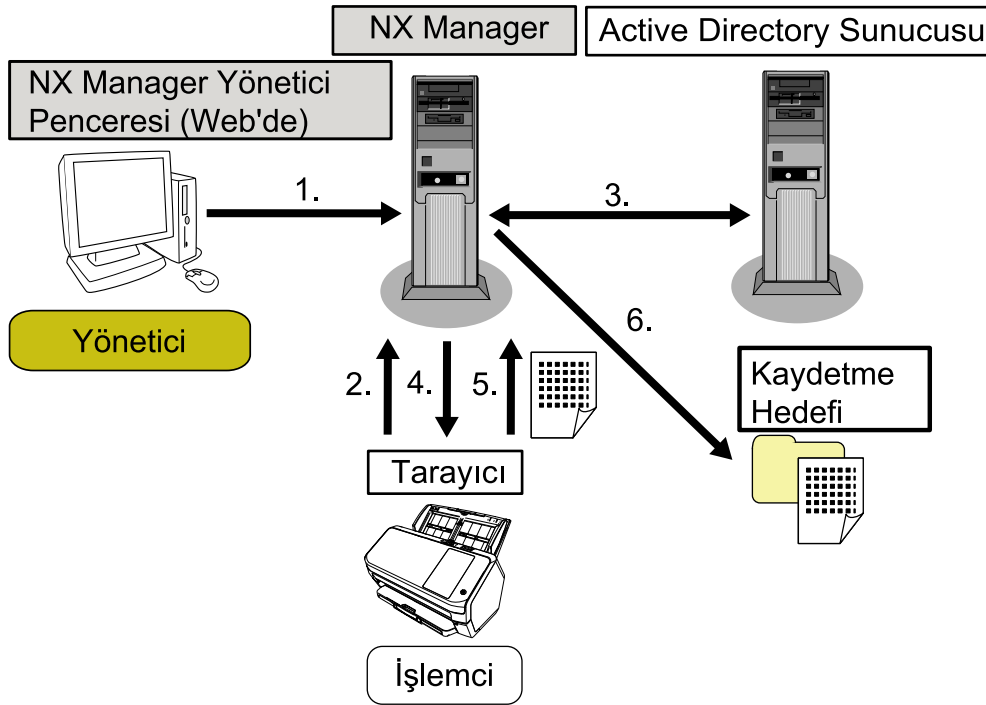 NX Manager
Active Directory Sunucusu
NX Manager Yönetici
Penceresi (Web'de)
1.
3.
Yönetici
6.
2.
4.
5.
Kaydetme
Hedefi
Tarayıcı
İşlemci